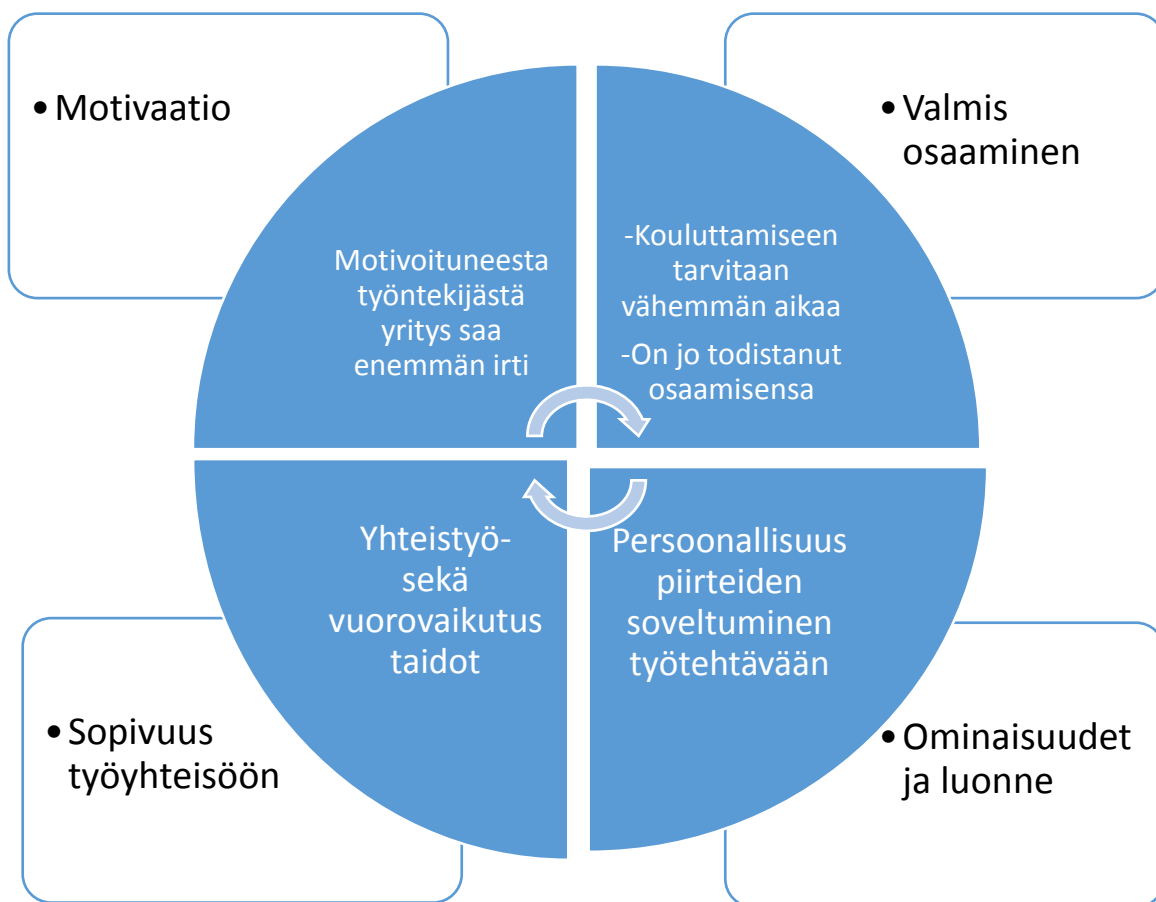 • Motivaatio
• Valmis
osaaminen
Motivoituneesta
työntekijästä
yritys saa
enemmän irti
-Kouluttamiseen
tarvitaan
vähemmän aikaa
-On jo todistanut
osaamisensa
Yhteistyö-
sekä
vuorovaikutus
taidot
Persoonallisuus
piirteiden
soveltuminen
työtehtävään
• Sopivuus
työyhteisöön
• Ominaisuudet
ja luonne